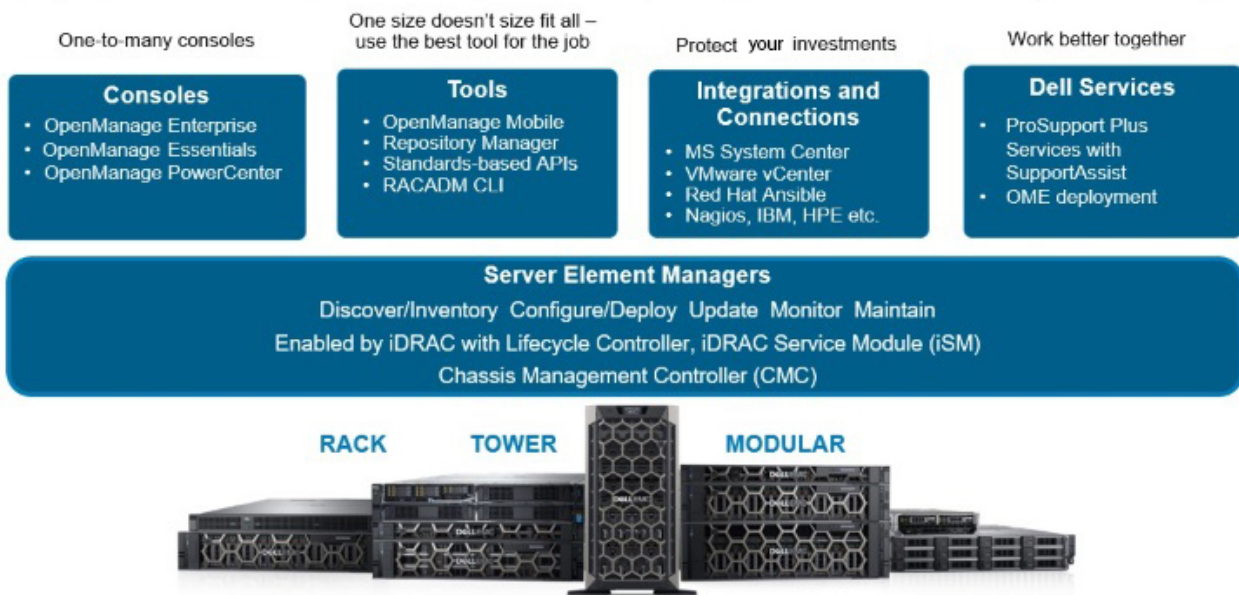 One-to-many consoles
One size doesn't size fit all –
use the best tool for the job
Protect your investments
Work better together
Consoles
• OpenManage Enterprise
• OpenManage Essentials
• OpenManage PowerCenter
Tools
• OpenManage Mobile
• Repository Manager
• Standards-based APIs
• RACADM CLI
Integrations and
Connections
• MS System Center
• VMware vCenter
• Red Hat Ansible
• Nagios, IBM, HPE etc.
Dell Services
• ProSupport Plus
Services with
SupportAssist
• OME deployment
Server Element Managers
Discover/Inventory Configure/Deploy Update Monitor Maintain
Enabled by iDRAC with Lifecycle Controller, iDRAC Service Module (iSM)
Chassis Management Controller (CMC)
RACK
TOWER
MODULAR
DELLEMC
DELLEMC
DELLEMC
DELLEMC